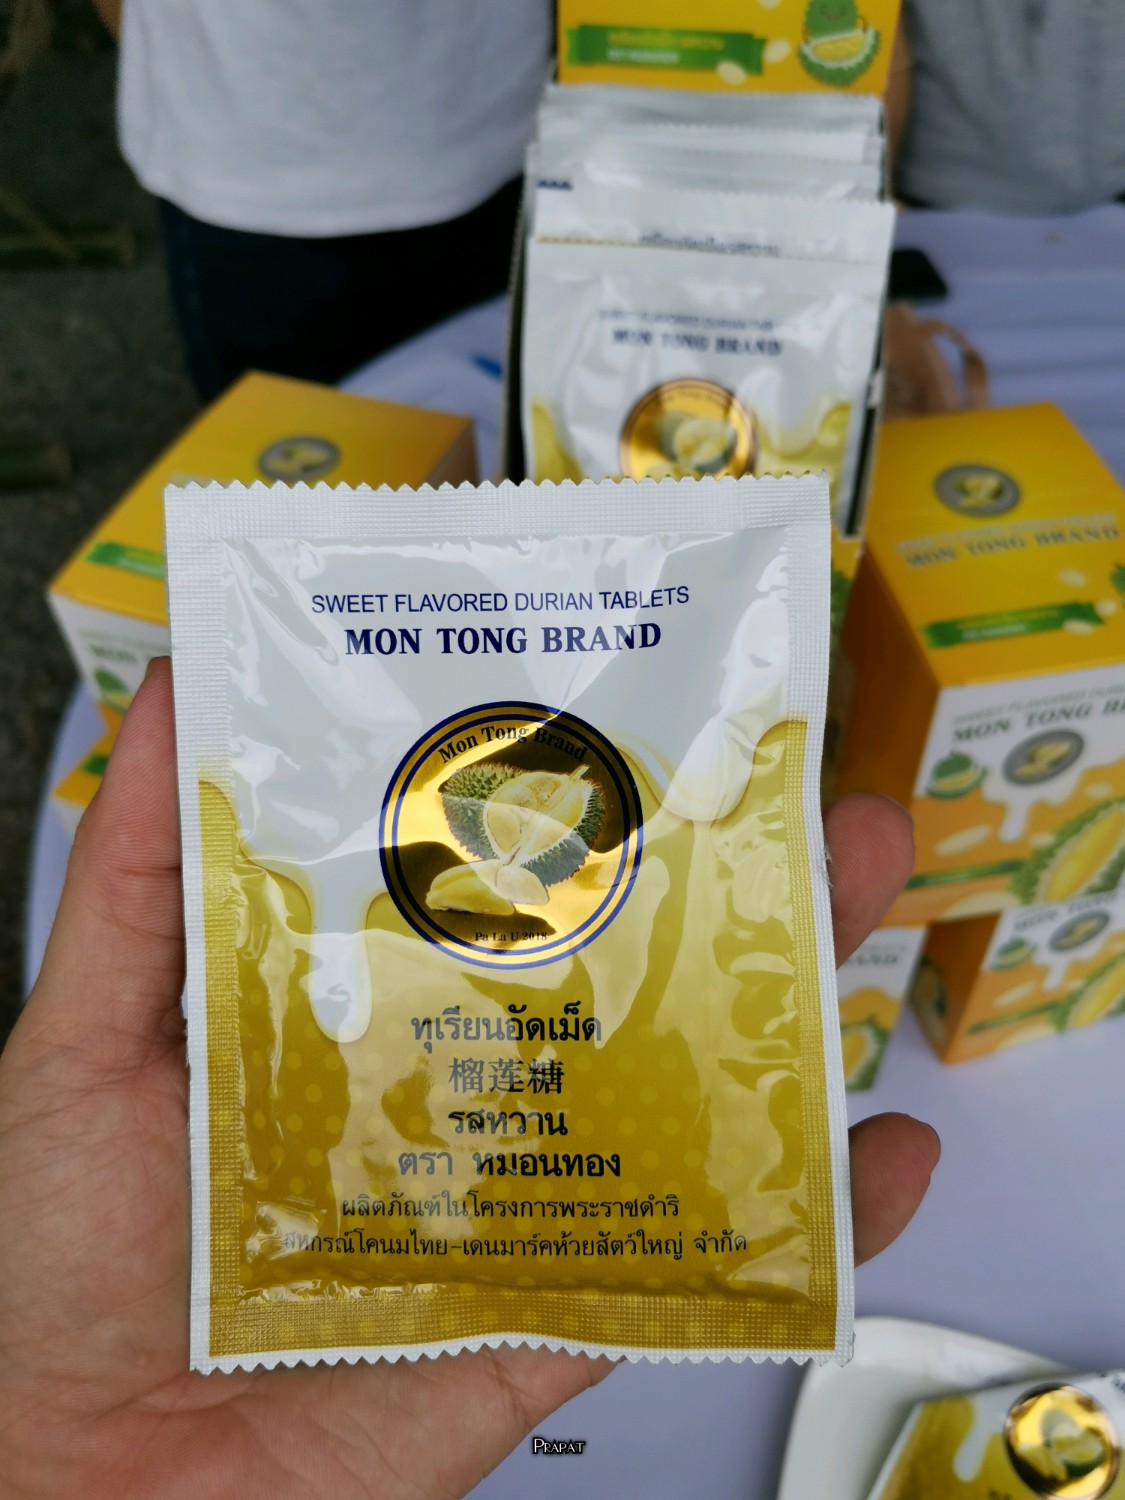 MON TONG BRAND
SWEET FLAVORED DURIAN TABLETS
MON TONG BRAND
Mon Tong Brand
Pa La U 2018
ทุเรียนอัดเม็ด
榴莲糖
รสหวาน
ตรา หมอนทอง
ผลิตภัณฑ์ในโครงการพระราชดำริ
สหกรณ์โคนมไทย-เดนมาร์คห้วยสัตว์ใหญ่ จำกัด
MON TONG BRAND
MON TONG
PRAPAT